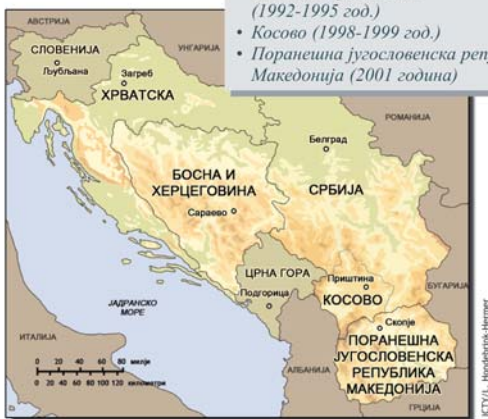 (1992-1995 год.)
• Косово (1998-1999 год.)
• Поранешна југословенска
Македонија (2001 година)
АВСТРИЈА
СЛОВЕНИЈА
Љубљана
УНГАРИЈА
Загреб
ХРВАТСКА
РОМАНИЈА
Белград
БОСНА И
ХЕРЦЕГОВИНА
СРБИЈА
Сараево
ЦРНА ГОРА
Приштина
Подгорица
КОСОВО
БУГАРИЈА
ЈАДРАНСКО
МОРЕ
Скопје
ИТАЛИЈА
ПОРАНЕШНА
ЈУГОСЛОВЕНСКА
РЕПУБЛИКА
МАКЕДОНИЈА
АЛБАНИЈА
ГРЦИЈА
0 20 40 60 80 милји
0 20 40 60 80 100 120 километри